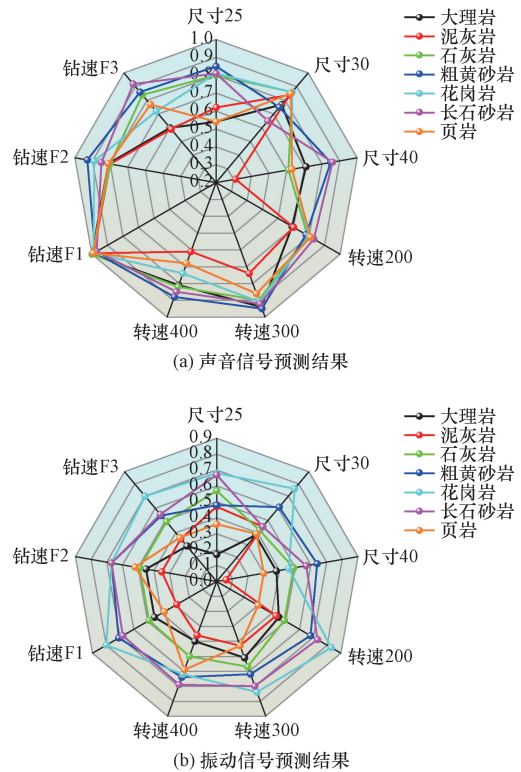 尺寸25
尺寸30
尺寸40
转速200
转速300
转速400
钻速F1
钻速F2
钻速F3
1.0
0.9
0.8
0.7
0.6
0.5
0.4
0.3
0.2
大理岩
泥灰岩
石灰岩
粗黄砂岩
花岗岩
长石砂岩
页岩
(a) 声音信号预测结果
尺寸25
尺寸30
尺寸40
转速200
转速300
转速400
钻速F1
钻速F2
钻速F3
0.9
0.8
0.7
0.6
0.5
0.4
0.3
0.2
0.1
0.0
大理岩
泥灰岩
石灰岩
粗黄砂岩
花岗岩
长石砂岩
页岩
(b) 振动信号预测结果